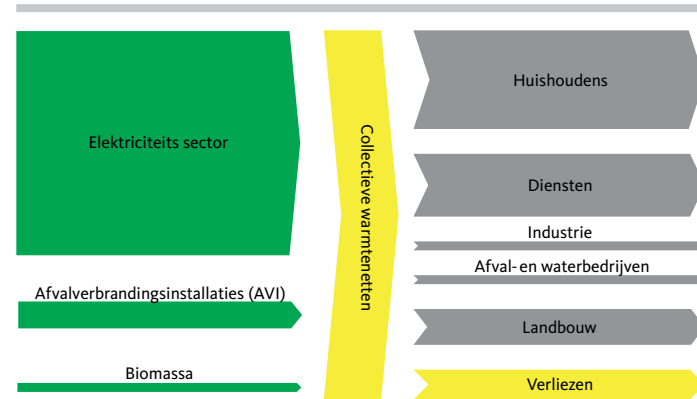 Elektriciteits sector
Afvalverbrandingsinstallaties (AVI)
Biomassa
Collectieve warmtenetten
Huishoudens
Diensten
Industrie
Afval- en waterbedrijven
Landbouw
Verliezen